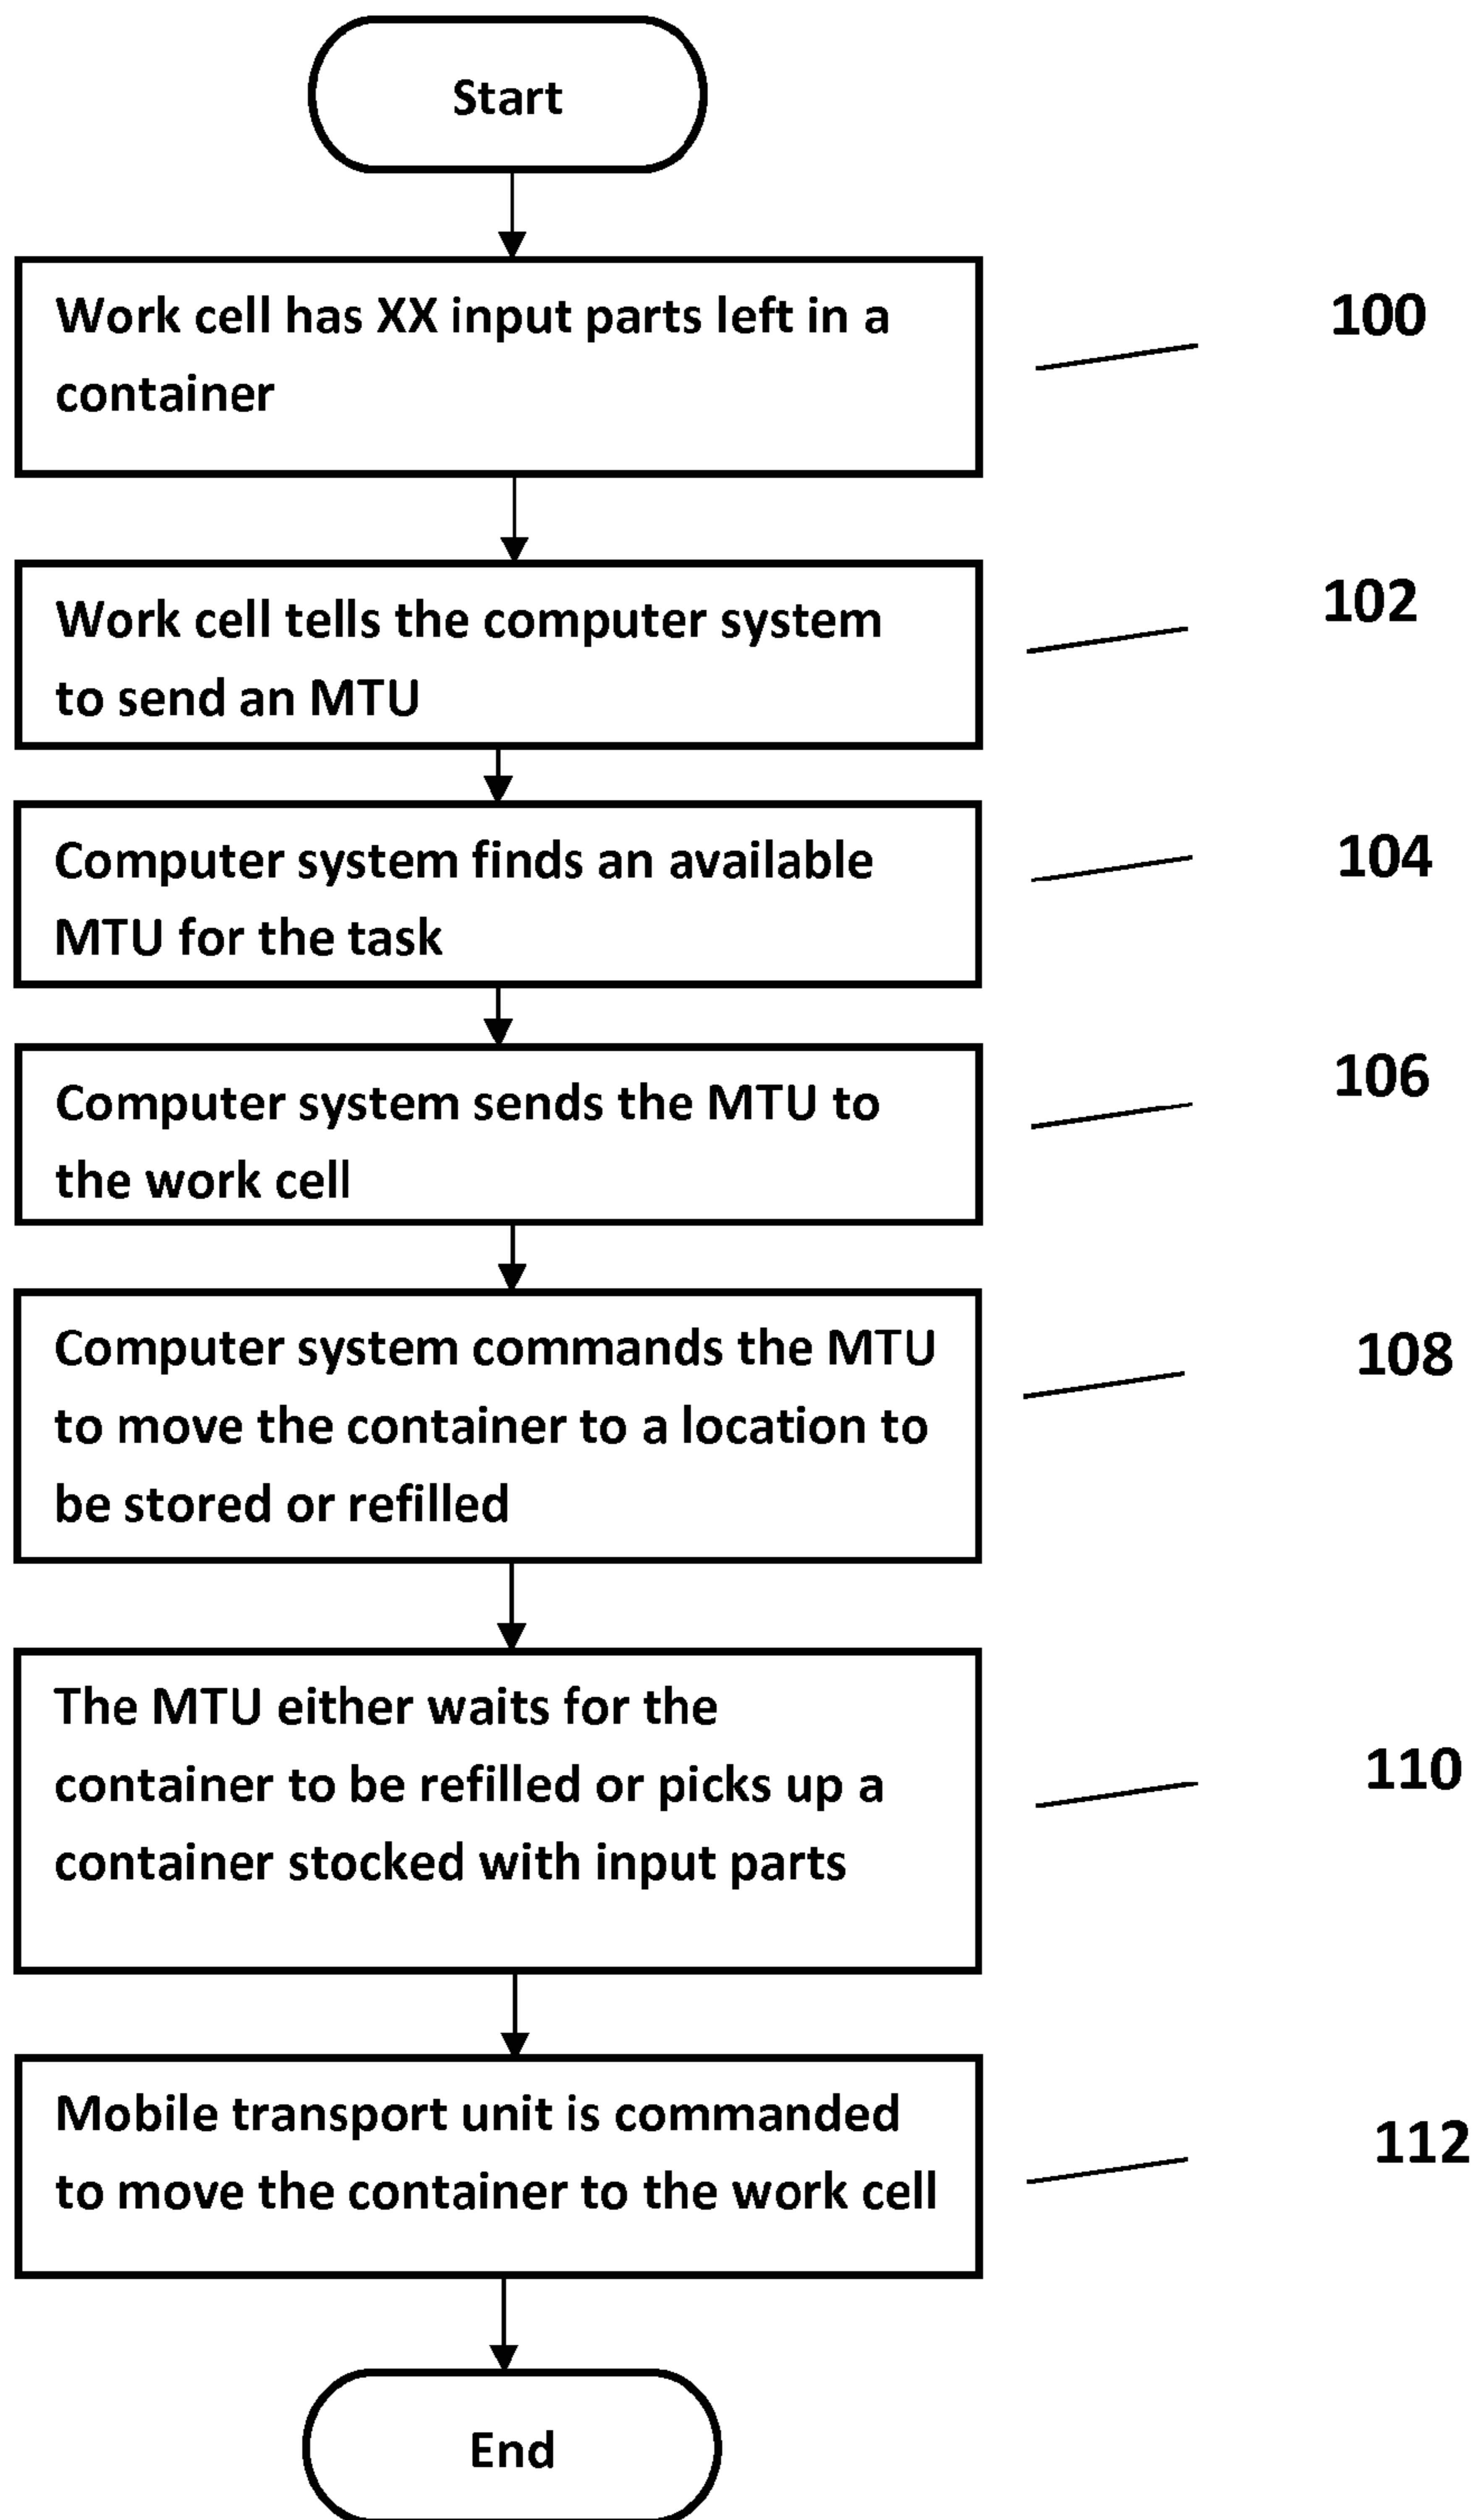 Start
Work cell has XX input parts left in a
container
100
Work cell tells the computer system
to send an MTU
102
Computer system finds an available
MTU for the task
104
Computer system sends the MTU to
the work cell
106
Computer system commands the MTU
to move the container to a location to
be stored or refilled
108
The MTU either waits for the
container to be refilled or picks up a
container stocked with input parts
110
Mobile transport unit is commanded
to move the container to the work cell
112
End